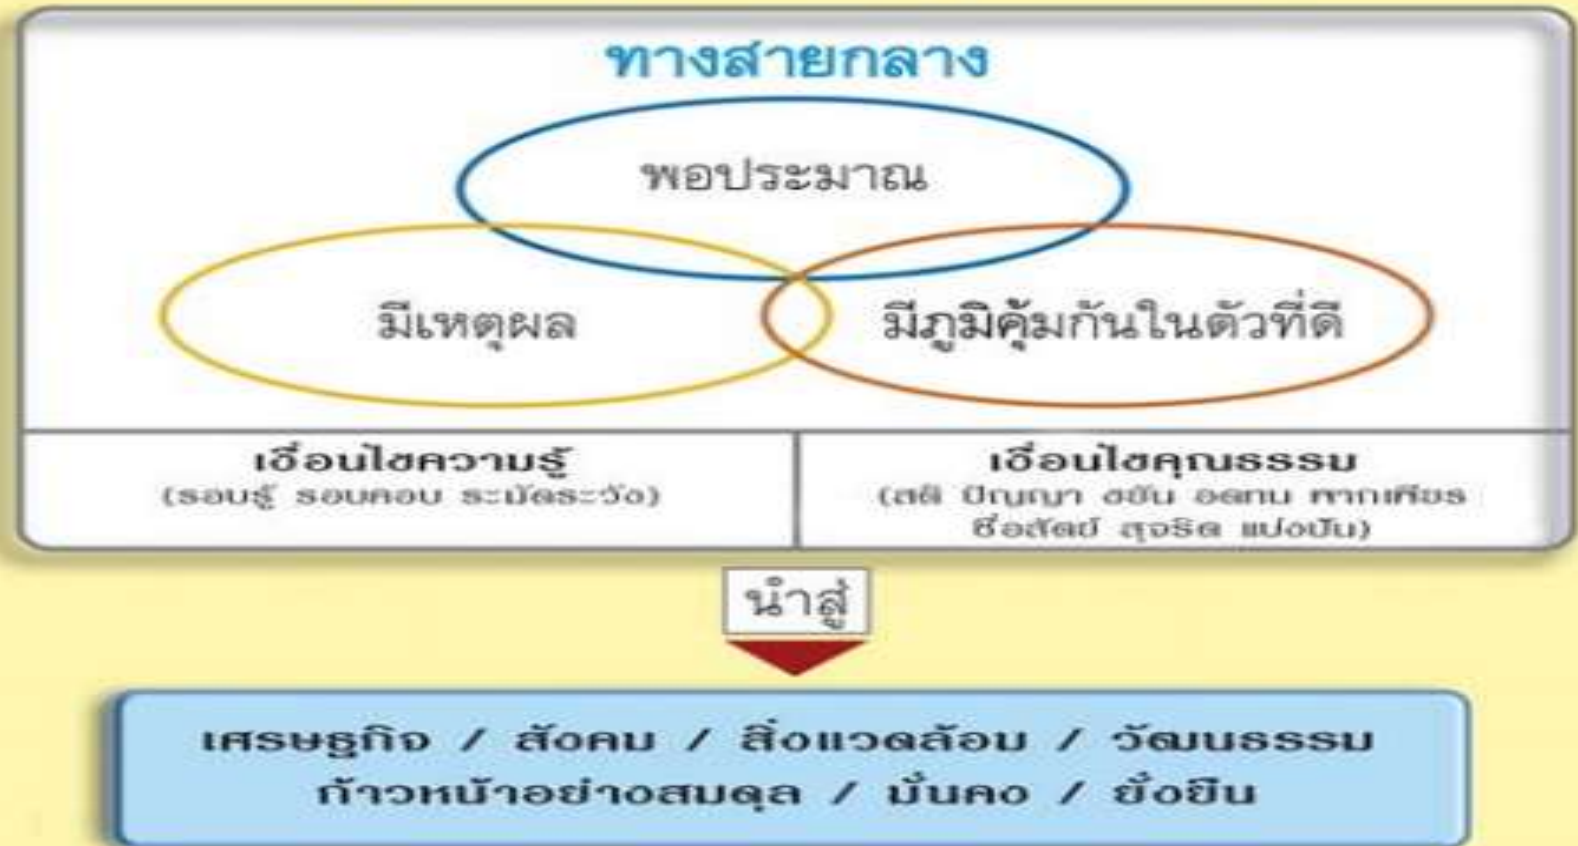 ทางสายกลาง
พอประมาณ
มีเหตุผล
มีภูมิคุ้มกันในตัวที่ดี
เงื่อนไขความรู้
(รอบรู้ รอบคอบ ระมัดระวัง)
เงื่อนไขคุณธรรม
(สติ ปัญญา ขยัน อดทน พากเพียร
ซื่อสัตย์ สุจริต แบ่งปัน)
นำสู่
เศรษฐกิจ / สังคม / สิ่งแวดล้อม / วัฒนธรรม
ก้าวหน้าอย่างสมดุล / มั่นคง / ยั่งยืน